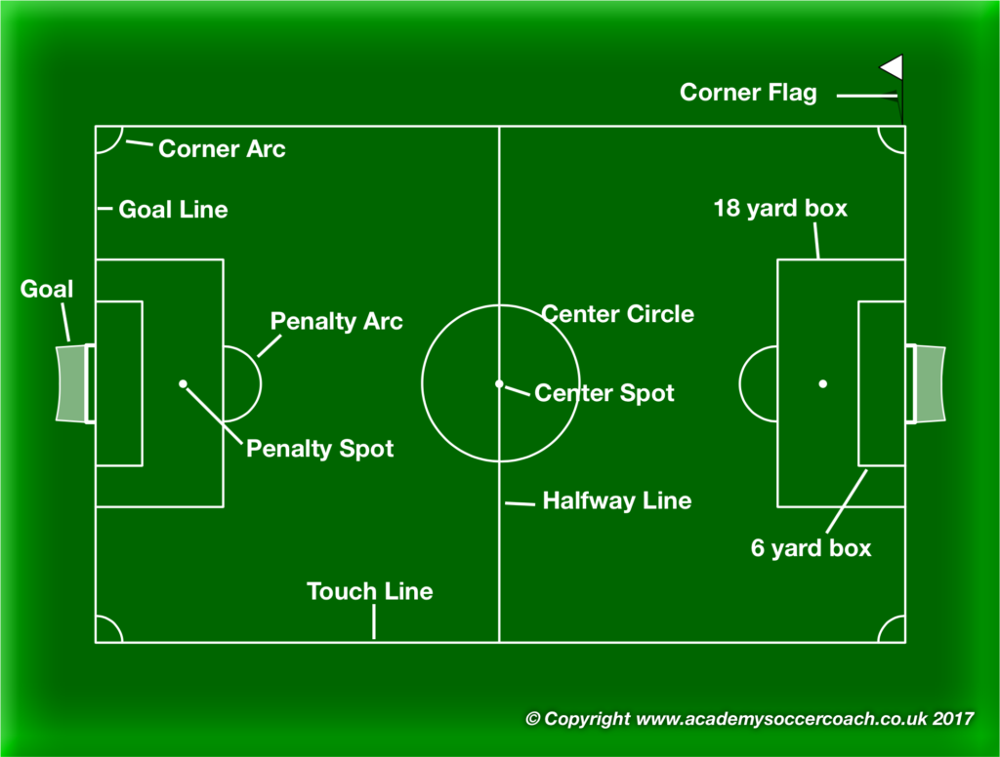 Corner Flag
Corner Arc
Goal Line
18 yard box
Goal
Penalty Arc
Center Circle
Center Spot
Penalty Spot
Halfway Line
6 yard box
Touch Line
© Copyright www.academysoccercoach.co.uk 2017